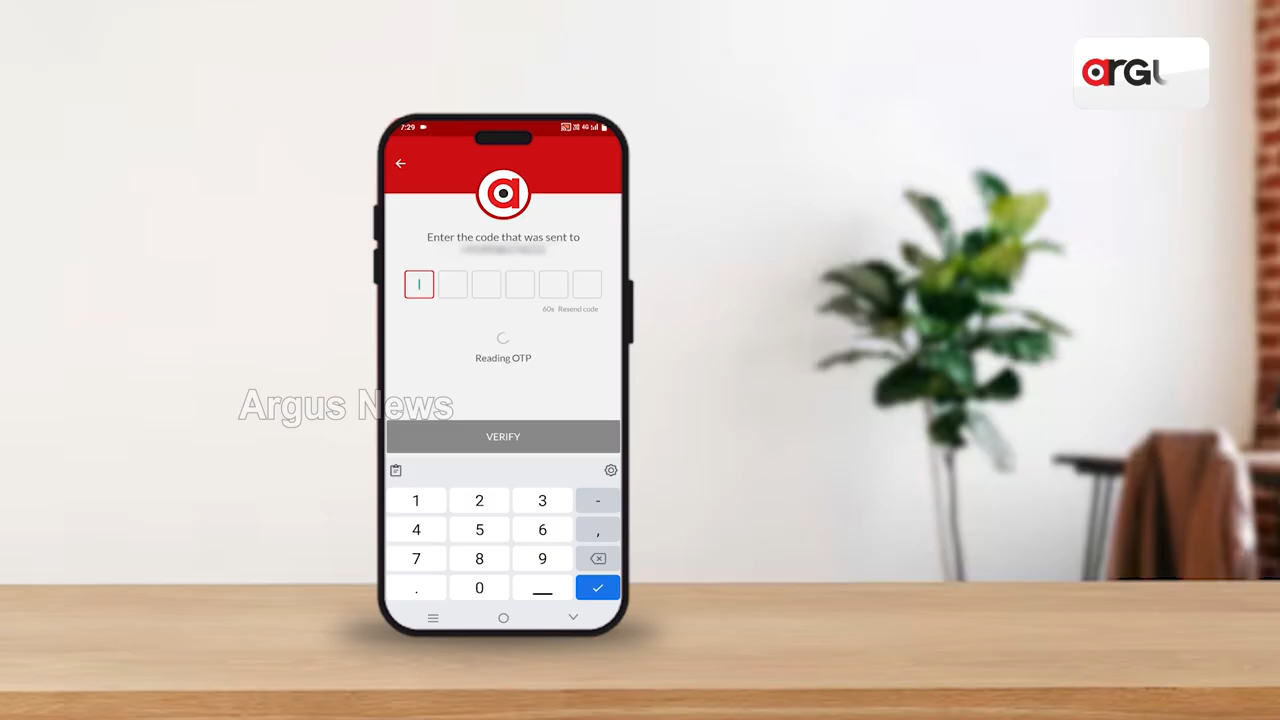 arGu
7:29
4G
a
Enter the code that was sent to
60s Resend code
Reading OTP
Argus News
VERIFY
1 2 3 -
4 5 6 ,
7 8 9
. 0